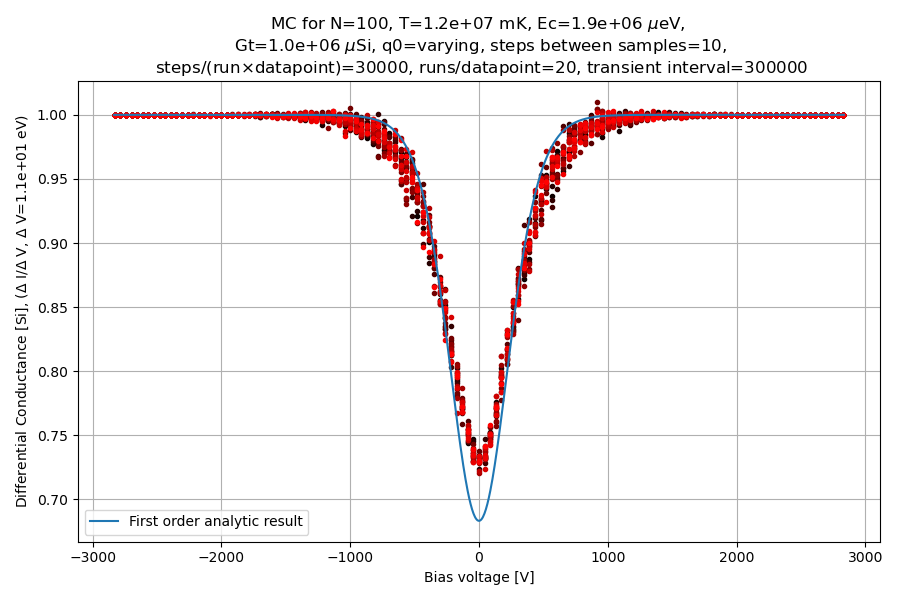 MC for N=100, T=1.2e+07 mK, Ec=1.9e+06 μeV,
Gt=1.0e+06 μSi, q0=varying, steps between samples=10,
steps/(run×datapoint)=30000, runs/datapoint=20, transient interval=300000
Differential Conductance [Si], (Δ I/Δ V, Δ V=1.1e+01 eV)
1.00
0.95
0.90
0.85
0.80
0.75
0.70
First order analytic result
−3000
−2000
−1000
0
1000
2000
3000
Bias voltage [V]